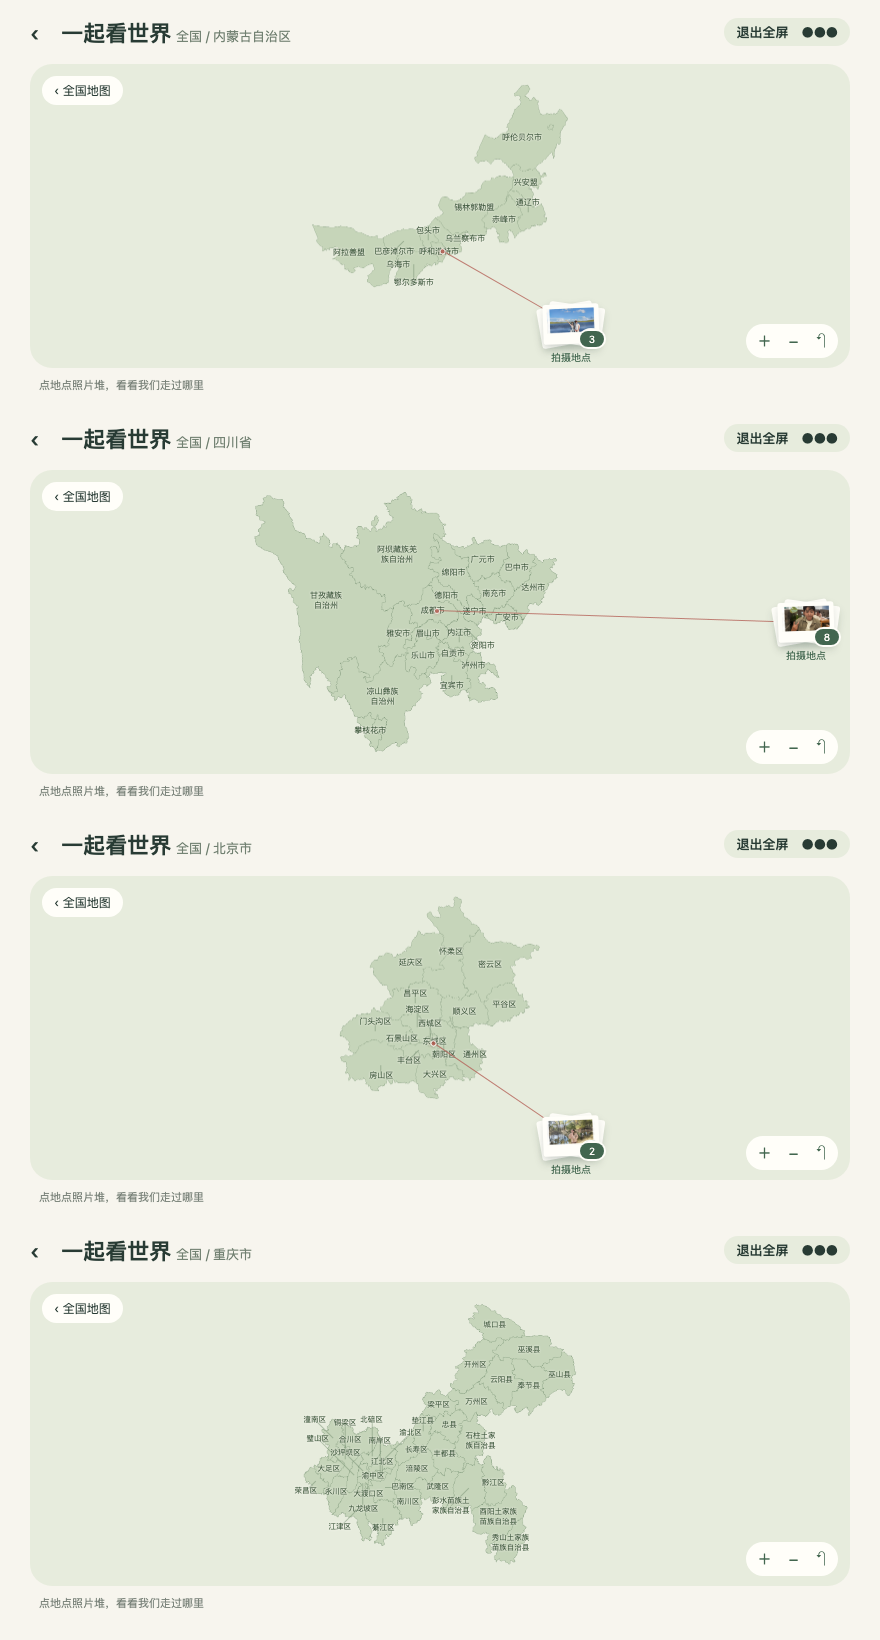 ‹ 一起看世界 全国 / 内蒙古自治区 退出全屏
‹ 全国地图
呼伦贝尔市
兴安盟
通辽市
锡林郭勒盟
赤峰市
包头市
乌兰察布市
阿拉善盟 巴彦淖尔市 呼和浩特市
乌海市
鄂尔多斯市
3
拍摄地点
+ −
点地点照片堆，看看我们走过哪里
‹ 一起看世界 全国 / 四川省 退出全屏
‹ 全国地图
阿坝藏族羌
族自治州
广元市
巴中市
绵阳市
达州市
甘孜藏族
自治州
德阳市
南充市
成都市
遂宁市
广安市
雅安市
眉山市
内江市
资阳市
乐山市
自贡市
泸州市
宜宾市
凉山彝族
自治州
攀枝花市
8
拍摄地点
+ −
点地点照片堆，看看我们走过哪里
‹ 一起看世界 全国 / 北京市 退出全屏
‹ 全国地图
怀柔区
延庆区
密云区
昌平区
平谷区
海淀区
顺义区
门头沟区
西城区
石景山区
东城区
朝阳区
通州区
丰台区
房山区
大兴区
2
拍摄地点
+ −
点地点照片堆，看看我们走过哪里
‹ 一起看世界 全国 / 重庆市 退出全屏
‹ 全国地图
城口县
巫溪县
开州区
巫山县
云阳县
奉节县
万州区
梁平区
潼南区
铜梁区
北碚区
垫江县
忠县
渝北区
石柱土家
族自治县
璧山区
合川区
南岸区
长寿区
丰都县
沙坪坝区
江北区
大足区
涪陵区
渝中区
黔江区
荣昌区
永川区
大渡口区
巴南区
武隆区
南川区
彭水苗族土
家族自治县
九龙坡区
酉阳土家族
苗族自治县
江津区
綦江区
秀山土家族
苗族自治县
+ −
点地点照片堆，看看我们走过哪里